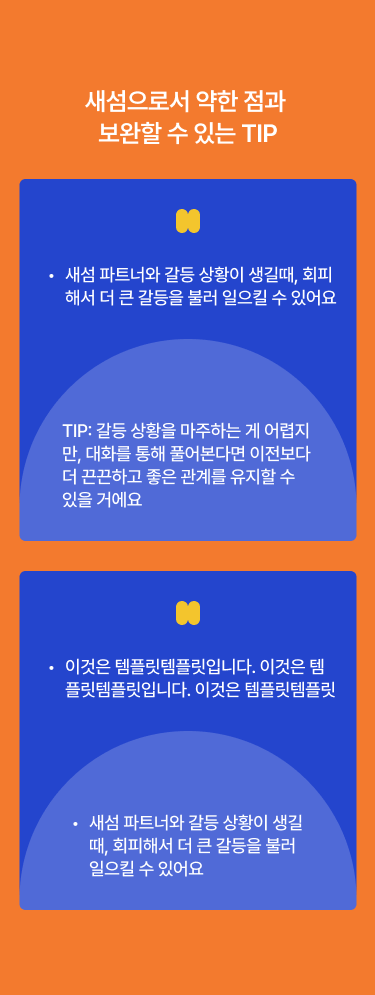 새섬으로서 약한 점과
보완할 수 있는 TIP
• 새섬 파트너와 갈등 상황이 생길때, 회피
해서 더 큰 갈등을 불러 일으킬 수 있어요
TIP: 갈등 상황을 마주하는 게 어렵지
만, 대화를 통해 풀어본다면 이전보다
더 끈끈하고 좋은 관계를 유지할 수
있을 거에요
• 이것은 템플릿템플릿입니다. 이것은 템
플릿템플릿입니다. 이것은 템플릿템플릿
• 새섬 파트너와 갈등 상황이 생길
때, 회피해서 더 큰 갈등을 불러
일으킬 수 있어요